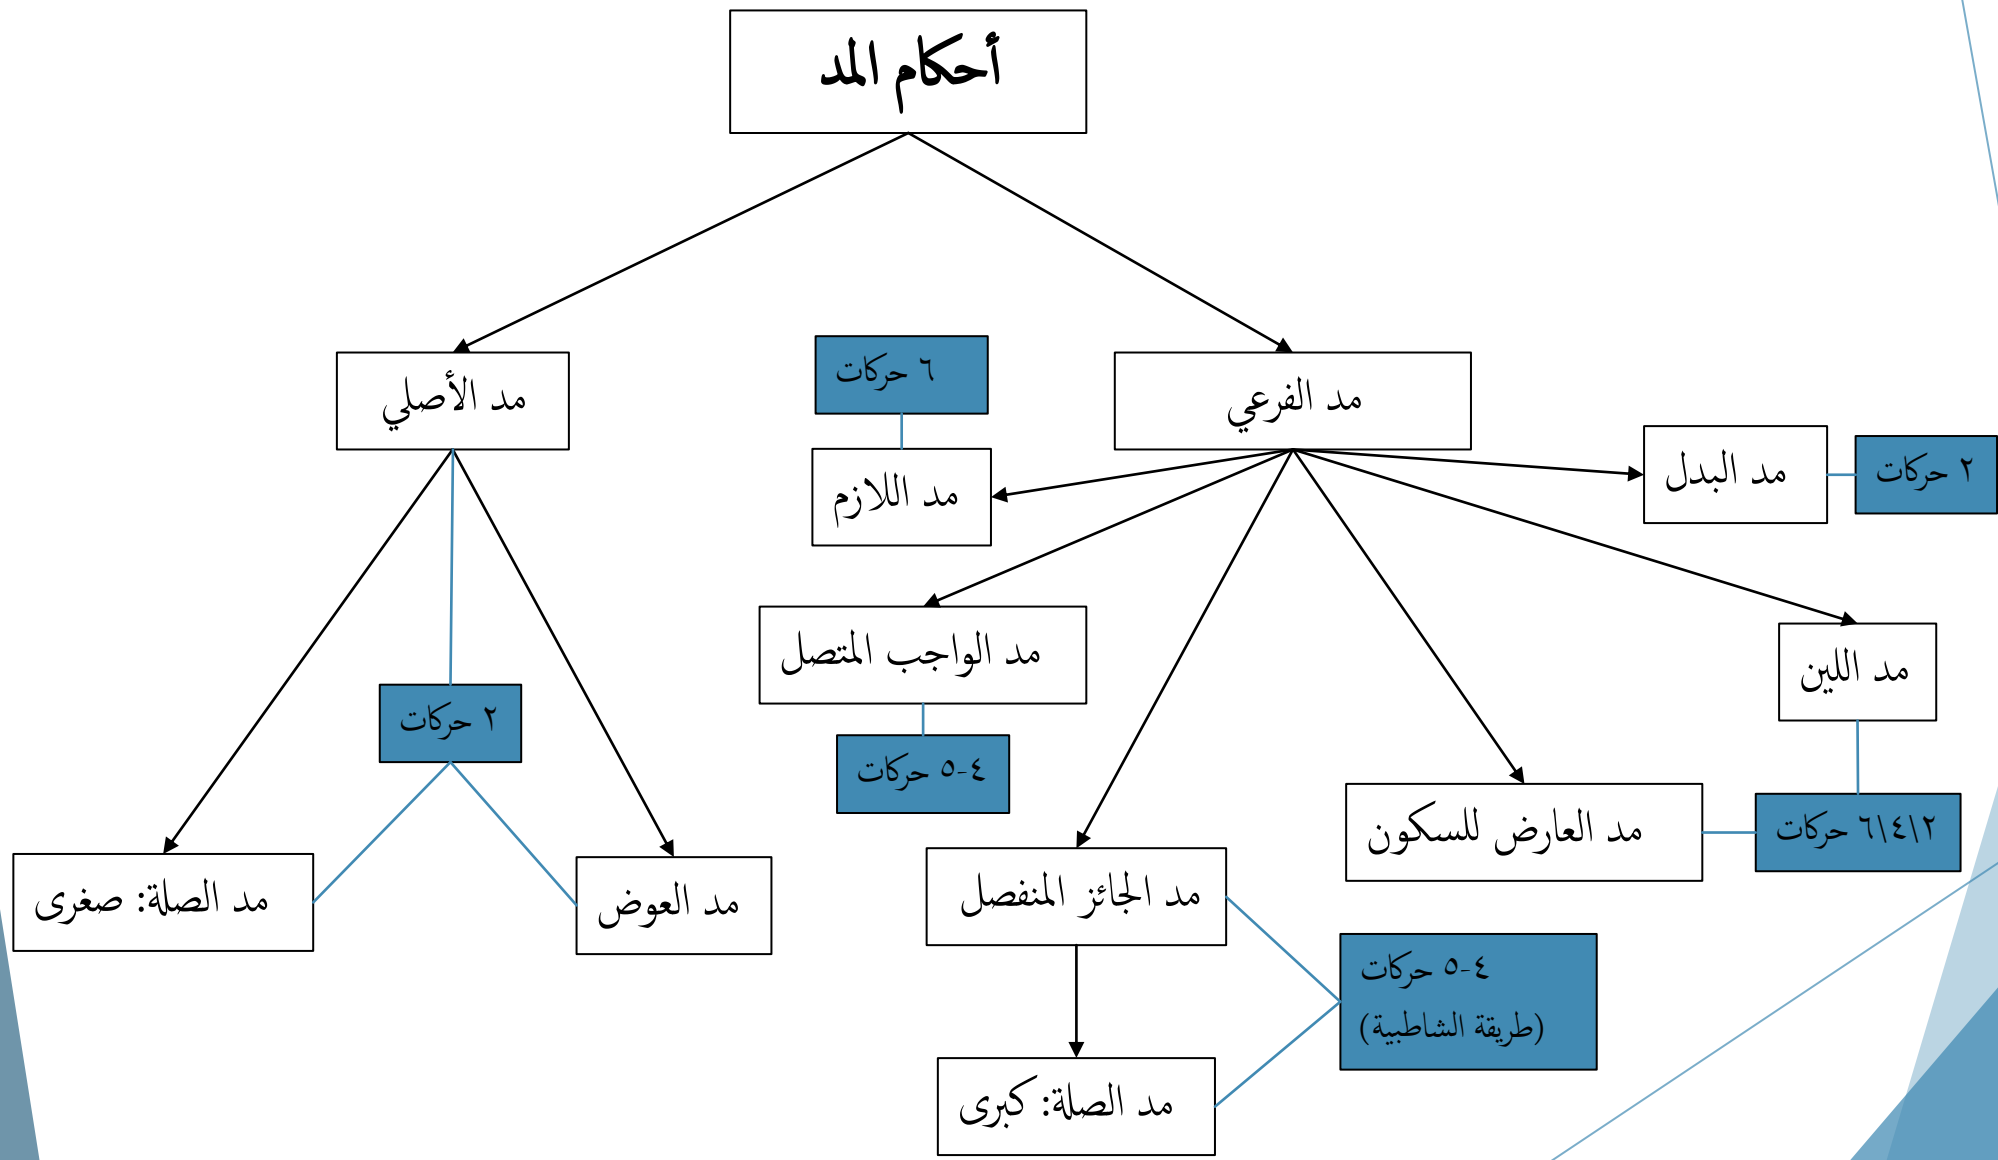 أحكام المد
مد الفرعي
مد الأصلي
٦ حركات
مد البدل
٢ حركات
مد اللازم
مد الواجب المتصل
٤-٥ حركات
مد اللين
٢\٤\٦ حركات
مد العارض للسكون
مد الجائز المنفصل
٤-٥ حركات
(طريقة الشاطبية)
مد الصلة: كبرى
٢ حركات
مد العوض
مد الصلة: صغرى